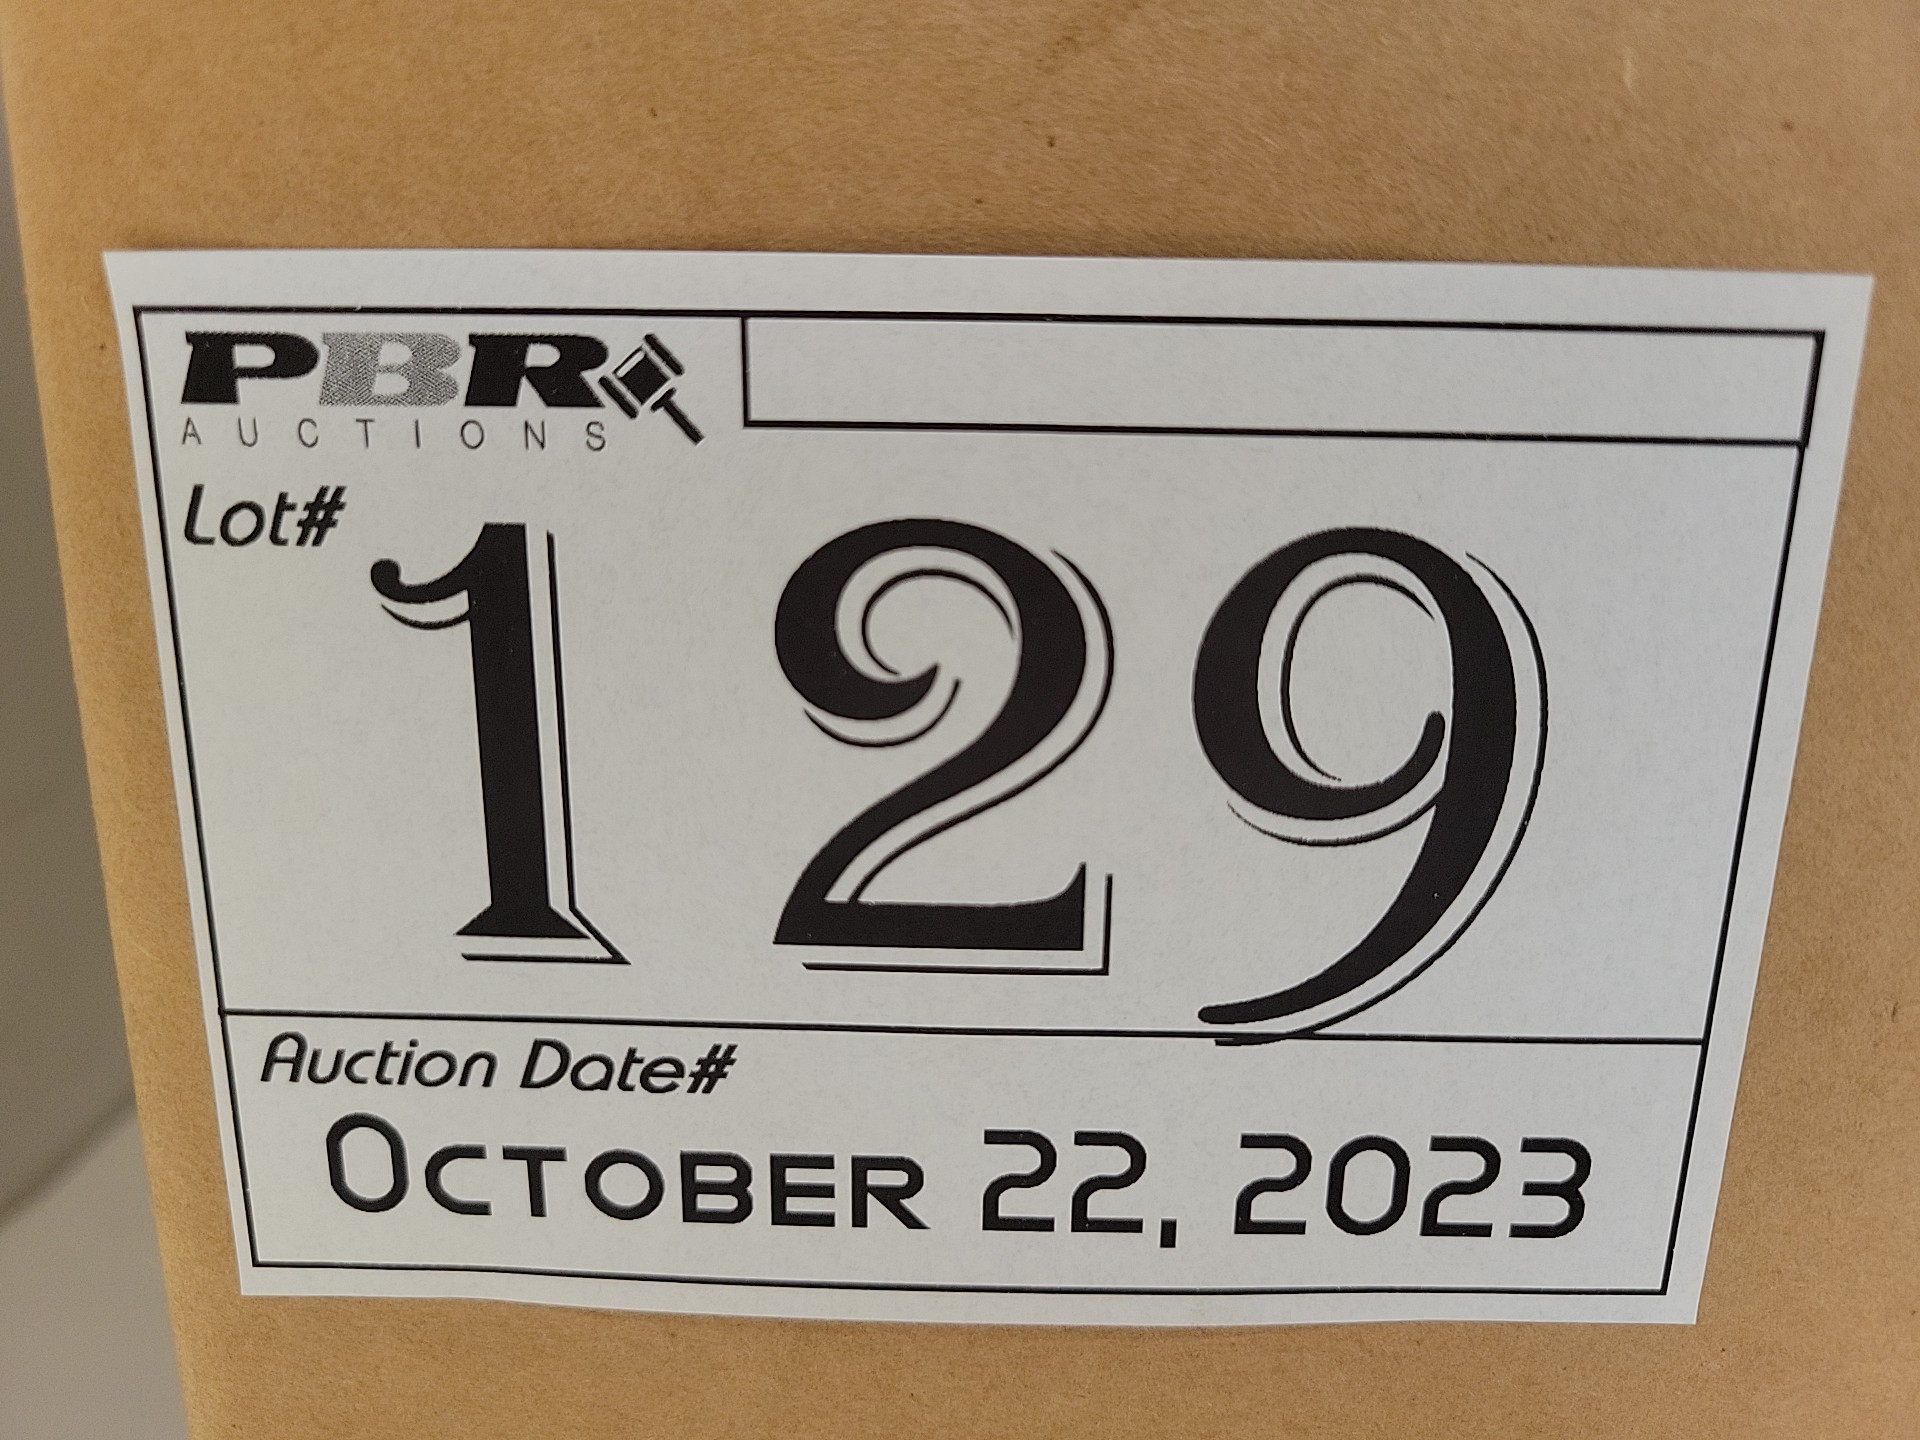 PBR
AUCTIONS
Lot#
129
Auction Date#
October 22, 2023